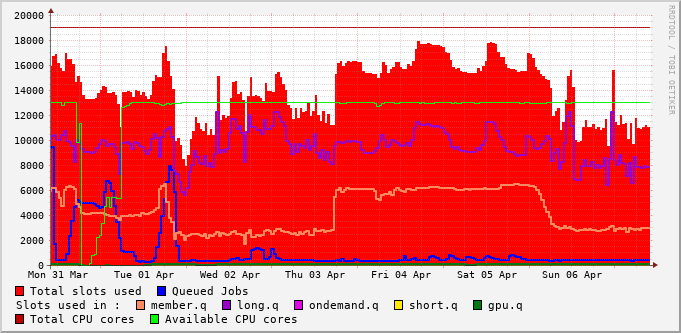 20000
18000
16000
14000
12000
10000
8000
6000
4000
2000
0
Mon 31 Mar Tue 01 Apr Wed 02 Apr Thu 03 Apr Fri 04 Apr Sat 05 Apr Sun 06 Apr
Total slots used Queued Jobs
Slots used in : member.q long.q ondemand.q short.q gpu.q
Total CPU cores Available CPU cores
RRDTOOL / TOBI OETIKER